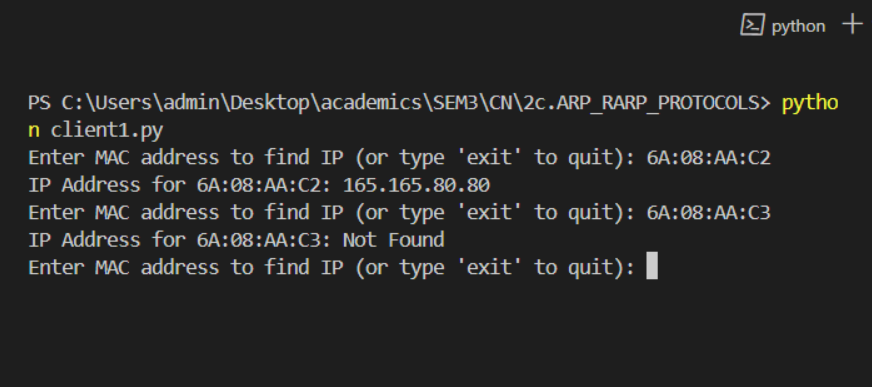 python
PS C:\Users\admin\Desktop\academics\SEM3\CN\2c.ARP_RARP_PROTOCOLS> pytho
n client1.py
Enter MAC address to find IP (or type 'exit' to quit): 6A:08:AA:C2
IP Address for 6A:08:AA:C2: 165.165.80.80
Enter MAC address to find IP (or type 'exit' to quit): 6A:08:AA:C3
IP Address for 6A:08:AA:C3: Not Found
Enter MAC address to find IP (or type 'exit' to quit):